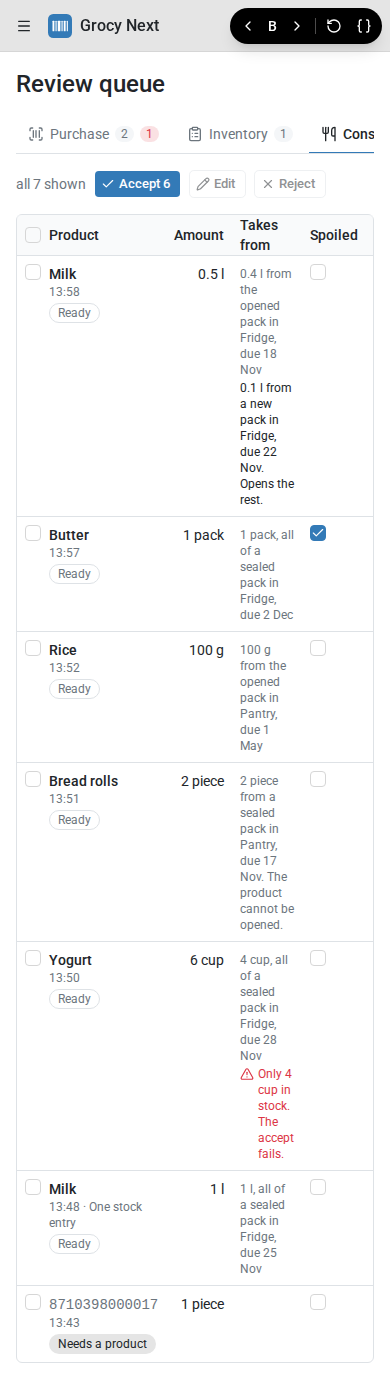 Grocy Next
B
Review queue
Purchase 2 1 Inventory 1 Cons
all 7 shown Accept 6 Edit Reject
Product Amount Takes from Spoiled
Milk 0.5 l
13:58
Ready
0.4 l from
the
opened
pack in
Fridge,
due 18
Nov
0.1 l from
a new
pack in
Fridge,
due 22
Nov.
Opens the
rest.
Butter 1 pack
13:57
Ready
1 pack, all
of a
sealed
pack in
Fridge,
due 2 Dec
Rice 100 g
13:52
Ready
100 g
from the
opened
pack in
Pantry,
due 1
May
Bread rolls 2 piece
13:51
Ready
2 piece
from a
sealed
pack in
Pantry,
due 17
Nov. The
product
cannot be
opened.
Yogurt 6 cup
13:50
Ready
4 cup, all
of a
sealed
pack in
Fridge,
due 28
Nov
Only 4
cup in
stock.
The
accept
fails.
Milk 1 l
13:48 · One stock
entry
Ready
1 l, all of
a sealed
pack in
Fridge,
due 25
Nov
8710398000017 1 piece
13:43
Needs a product